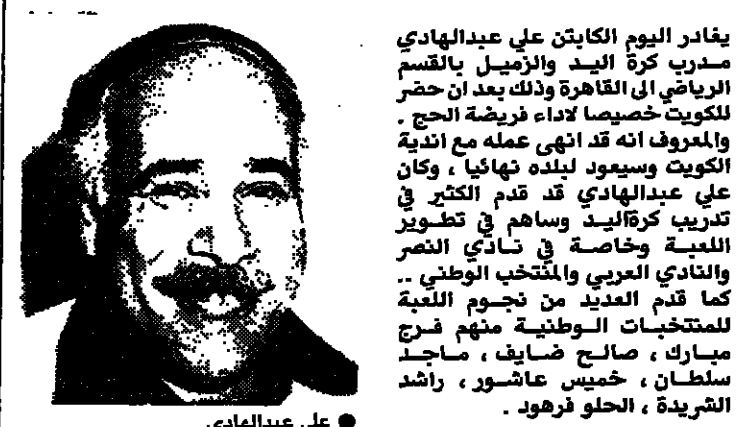 يغادر اليوم الكابتن علي عبدالهادي
مدرب كرة اليد والزميل بالقسم
الرياضي الى القاهرة وذلك بعد ان حضر
للكويت خصيصا لاداء فريضة الحج .
والمعروف انه قد انهى عمله مع اندية
الكويت وسيعود لبلده نهائيا ، وكان
علي عبدالهادي قد قدم الكثير في
تدريب كرة اليد وساهم في تطوير
اللعبة وخاصة في نادي النصر
والنادي العربي والمنتخب الوطني ..
كما قدم العديد من نجوم اللعبة
للمنتخبات الوطنية منهم فرج
مبارك ، صالح ضايف ، ماجد
سلطان ، خميس عاشور ، راشد
الشريدة ، الحلو فرهود .
● علي عبدالهادي